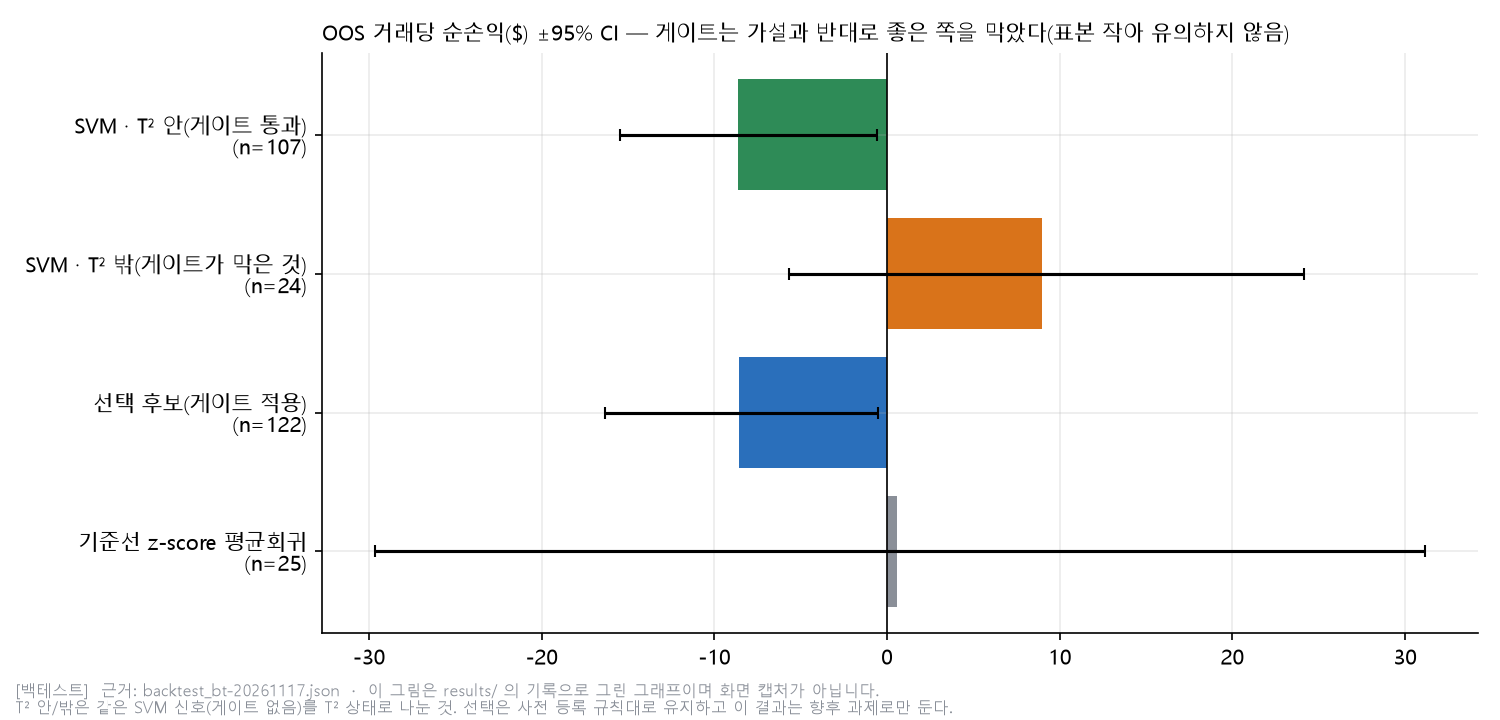 OOS 거래당 순손익($) ±95% CI — 게이트는 가설과 반대로 좋은 쪽을 막았다(표본 작아 유의하지 않음)
SVM · T² 안(게이트 통과)
(n=107)
SVM · T² 밖(게이트가 막은 것)
(n=24)
선택 후보(게이트 적용)
(n=122)
기준선 z-score 평균회귀
(n=25)
-30 -20 -10 0 10 20 30
[백테스트] 근거: backtest_bt-20261117.json · 이 그림은 results/ 의 기록으로 그린 그래프이며 화면 캡처가 아닙니다.
T² 안/밖은 같은 SVM 신호(게이트 없음)를 T² 상태로 나눈 것. 선택은 사전 등록 규칙대로 유지하고 이 결과는 향후 과제로만 둔다.